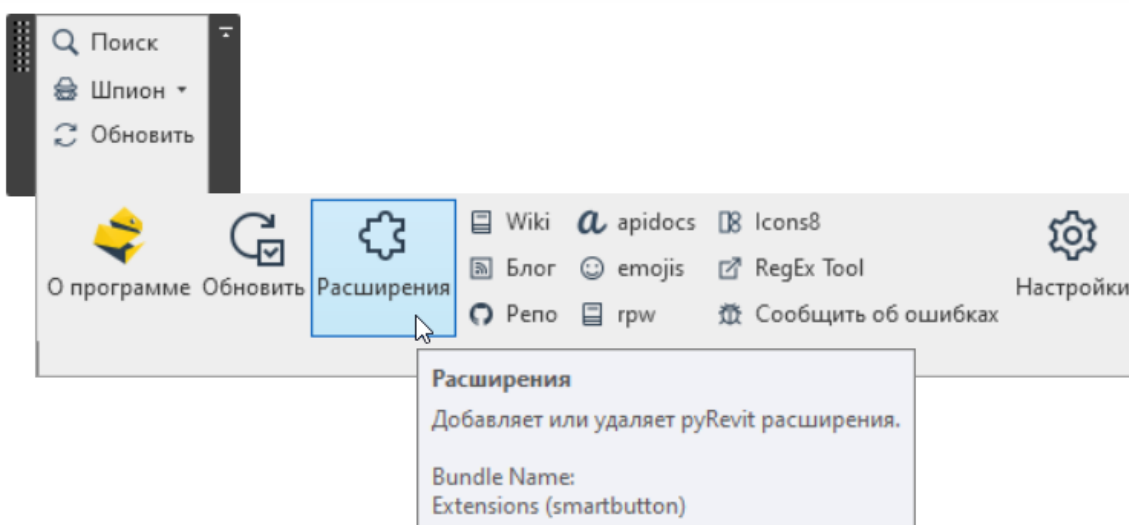 Поиск
Шпион
Обновить
О программе
Обновить
Расширения
Wiki
apidocs
Icons8
Блог
emojis
RegEx Tool
Репо
rpw
Сообщить об ошибках
Настройки
Расширения
Добавляет или удаляет pyRevit расширения.
Bundle Name:
Extensions (smartbutton)